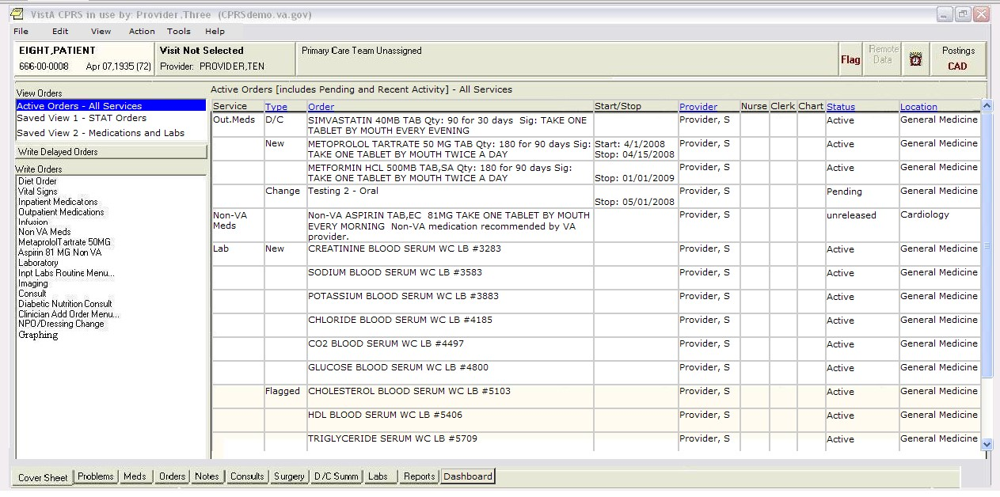 VistA CPRS in use by: Provider,Three (CPRSdemo.va.gov)
File Edit View Action Tools Help
EIGHT,PATIENT
666-00-0008 Apr 07,1935 (72)
Visit Not Selected
Provider: PROVIDER,TEN
Primary Care Team Unassigned
Flag
Remote
Data
Postings
CAD
View Orders
Active Orders - All Services
Saved View 1 - STAT Orders
Saved View 2 - Medications and Labs
Write Delayed Orders
Write Orders
Diet Order
Vital Signs
Inpatient Medicatons
Outpatient Medications
Infusion
Non VA Meds
MetaprololTartrate 50MG
Aspirin 81 MG Non VA
Laboratory
Inpt Labs Routine Menu...
Imaging
Consult
Diabetic Nutrition Consult
Clinician Add Order Menu...
NPO/Dressing Change
Graphing
Active Orders [includes Pending and Recent Activity] - All Services
Service Type Order Start/Stop Provider Nurse Clerk Chart Status Location
Out.Meds D/C SIMVASTATIN 40MB TAB Qty: 90 for 30 days Sig: TAKE ONE Provider, S Active General Medicine
TABLET BY MOUTH EVERY EVENING
New METOPROLOL TARTRATE 50 MG TAB Qty: 180 for 90 days Sig: Start: 4/1/2008 Provider, S Active General Medicine
TAKE ONE TABLET BY MOUTH TWICE A DAY Stop: 04/15/2008
METFORMIN HCL 500MB TAB,SA Qty: 180 for 90 days Sig: Provider, S Active General Medicine
TAKE ONE TABLET BY MOUTH TWICE A DAY Stop: 01/01/2009
Change Testing 2 - Oral Provider, S Pending General Medicine
Stop: 05/01/2008
Non-VA Non-VA ASPIRIN TAB,EC 81MG TAKE ONE TABLET BY MOUTH Provider, S unreleased Cardiology
Meds EVERY MORNING Non-VA medication recommended by VA
provider.
Lab New CREATININE BLOOD SERUM WC LB #3283 Provider, S Active General Medicine
SODIUM BLOOD SERUM WC LB #3583 Provider, S Active General Medicine
POTASSIUM BLOOD SERUM WC LB #3883 Provider, S Active General Medicine
CHLORIDE BLOOD SERUM WC LB #4185 Provider, S Active General Medicine
CO2 BLOOD SERUM WC LB #4497 Provider, S Active General Medicine
GLUCOSE BLOOD SERUM WC LB #4800 Provider, S Active General Medicine
Flagged CHOLESTEROL BLOOD SERUM WC LB #5103 Provider, S Active General Medicine
HDL BLOOD SERUM WC LB #5406 Provider, S Active General Medicine
TRIGLYCERIDE SERUM WC LB #5709 Provider, S Active General Medicine
Cover Sheet Problems Meds Orders Notes Consults Surgery D/C Summ Labs Reports Dashboard